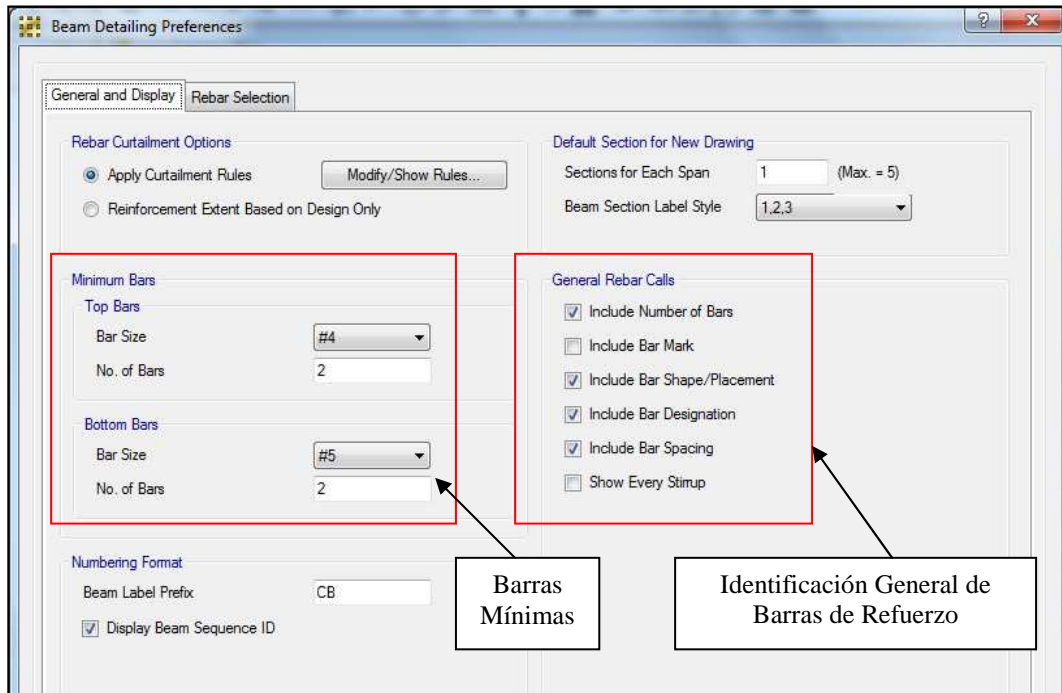 Beam Detailing Preferences
?
X
General and Display
Rebar Selection
Rebar Curtailment Options
Apply Curtailment Rules
Modify/Show Rules...
Reinforcement Extent Based on Design Only
Default Section for New Drawing
Sections for Each Span
1
(Max. = 5)
Beam Section Label Style
1,2,3
Minimum Bars
Top Bars
Bar Size
#4
No. of Bars
2
Bottom Bars
Bar Size
#5
No. of Bars
2
General Rebar Calls
Include Number of Bars
Include Bar Mark
Include Bar Shape/Placement
Include Bar Designation
Include Bar Spacing
Show Every Stirrup
Numbering Format
Beam Label Prefix
CB
Display Beam Sequence ID
Barras
Mínimas
Identificación General de
Barras de Refuerzo